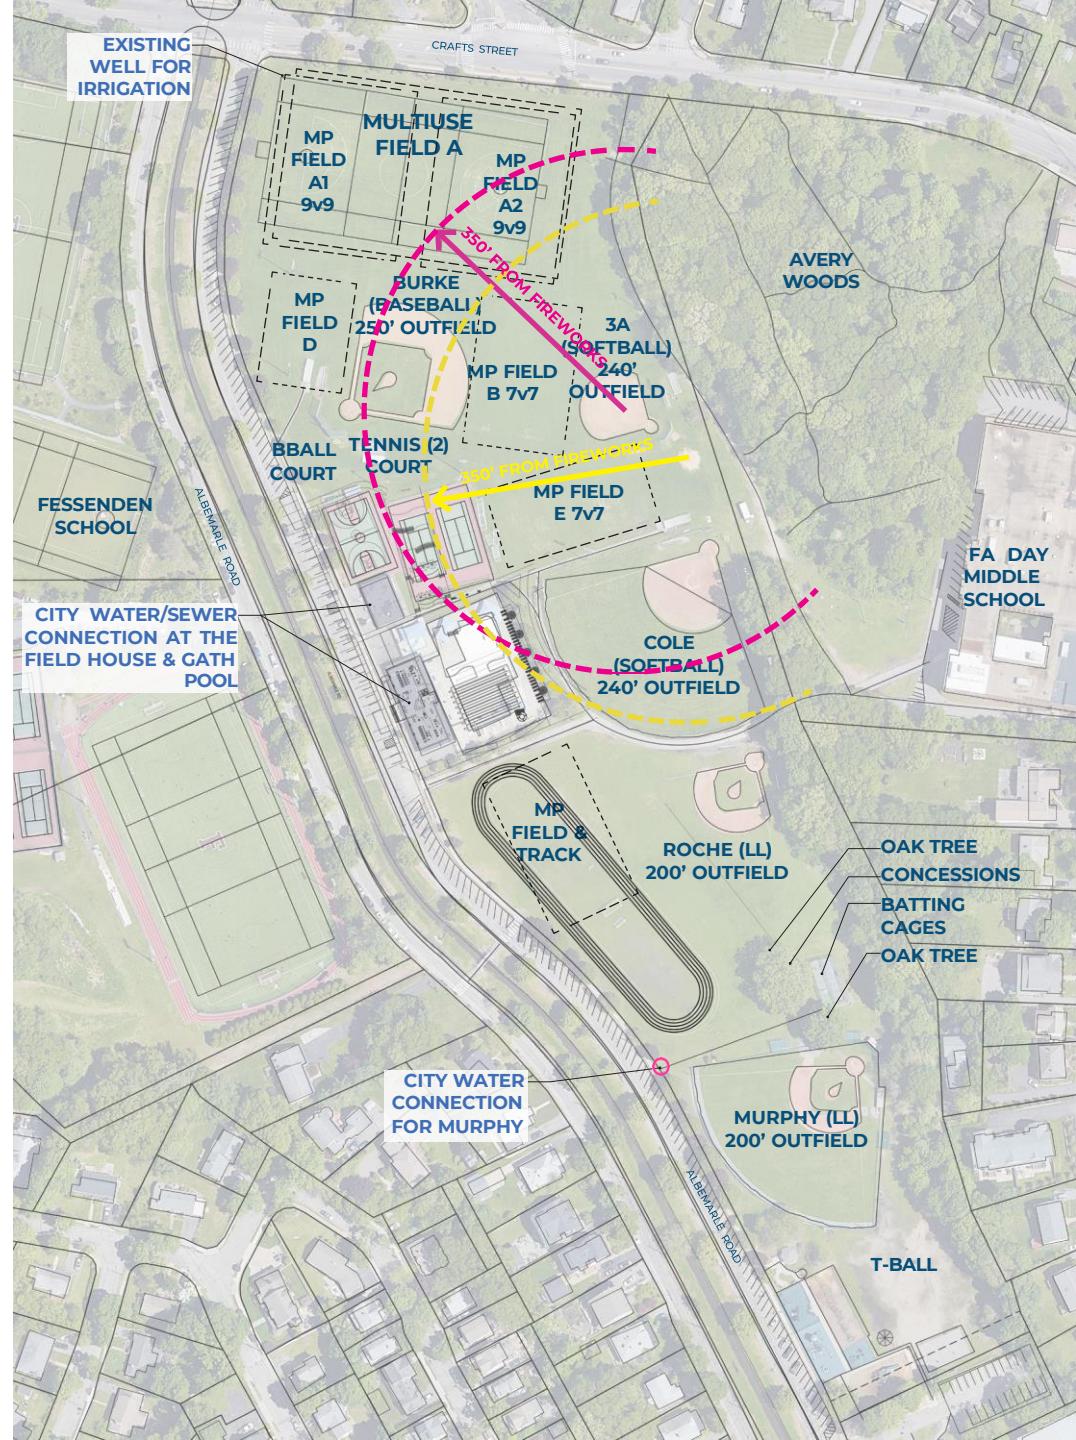 EXISTING
WELL FOR
IRRIGATION
CRAFTS STREET
MULTIUSE
FIELD A
MP
FIELD
A1
9v9
MP
FIELD
A2
9v9
AVERY
WOODS
350' FROM FIREWORKS
BURKE
(BASEBALL)
250' OUTFIELD
MP
FIELD
D
3A
(SOFTBALL)
240'
OUTFIELD
MP FIELD
B 7v7
BBALL
COURT
TENNIS (2)
COURT
350' FROM FIREWORKS
MP FIELD
E 7v7
FESSENDEN
SCHOOL
ALBEMARLE ROAD
FA DAY
MIDDLE
SCHOOL
CITY WATER/SEWER
CONNECTION AT THE
FIELD HOUSE & GATH
POOL
COLE
(SOFTBALL)
240' OUTFIELD
MP
FIELD &
TRACK
ROCHE (LL)
200' OUTFIELD
OAK TREE
CONCESSIONS
BATTING
CAGES
OAK TREE
CITY WATER
CONNECTION
FOR MURPHY
MURPHY (LL)
200' OUTFIELD
ALBEMARLE ROAD
T-BALL